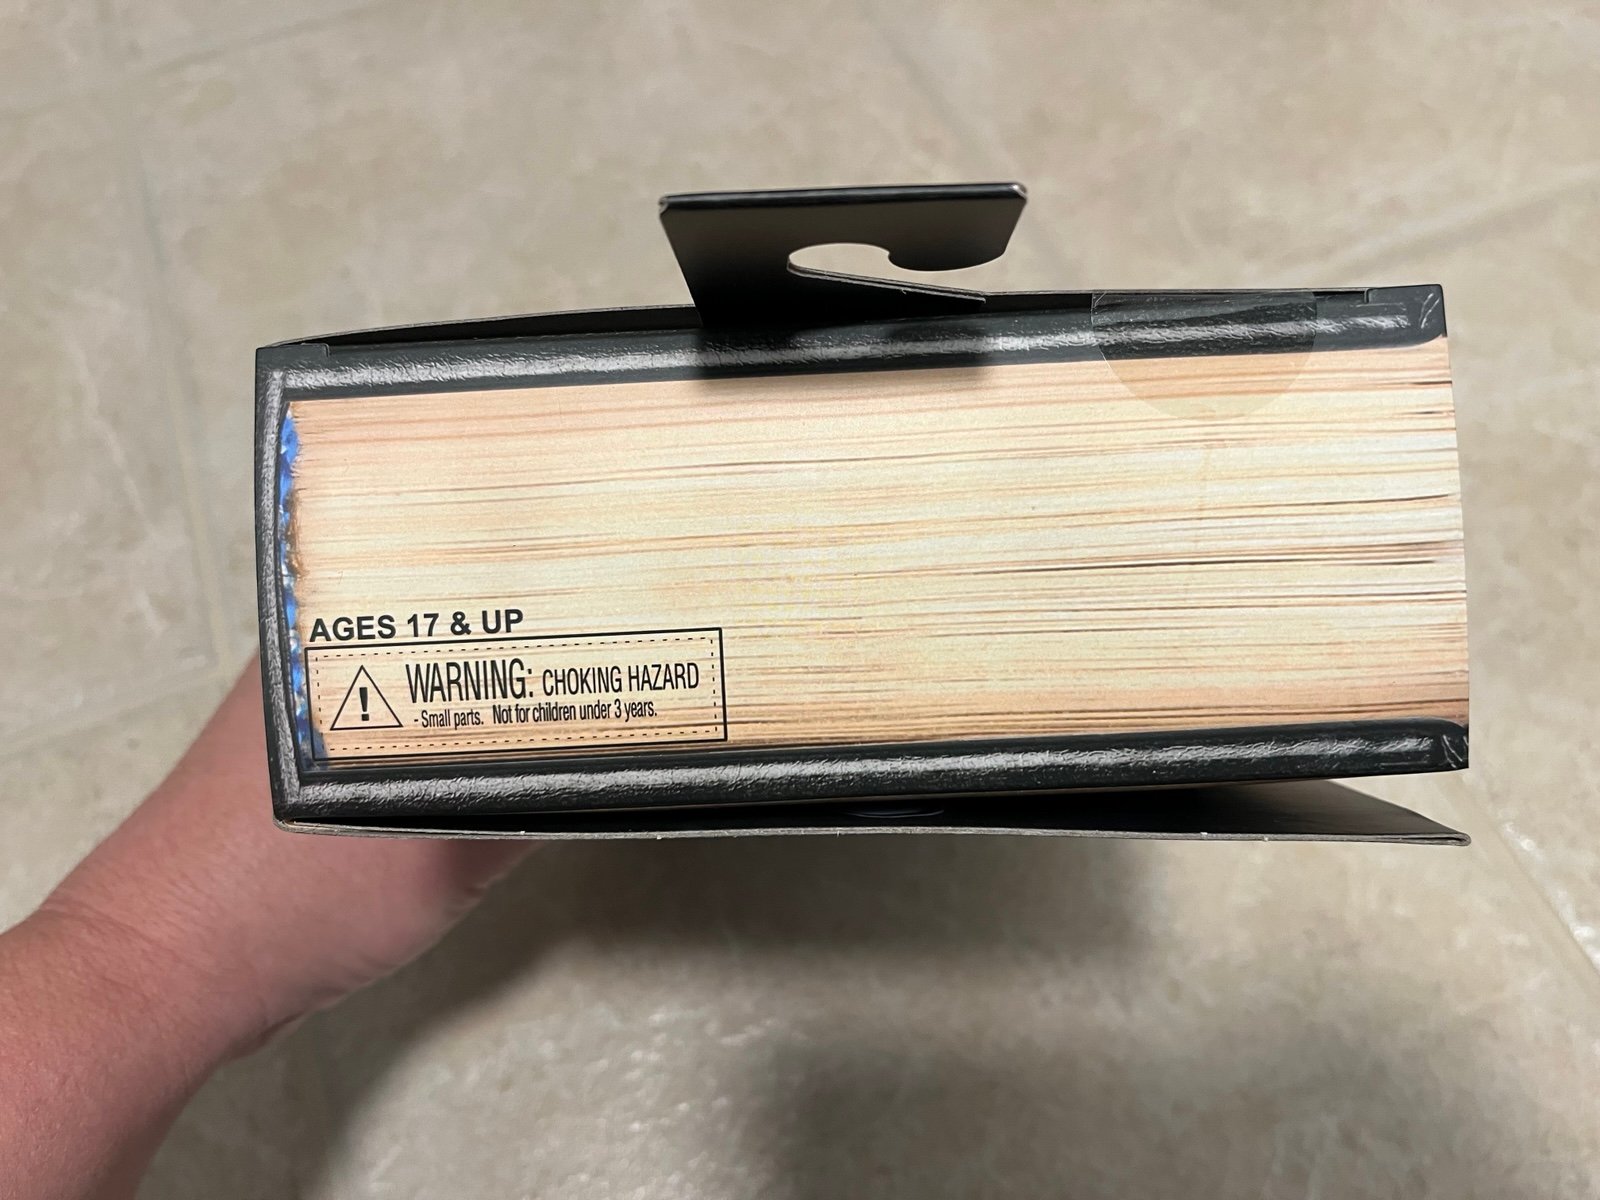 AGES 17 & UP
WARNING: CHOKING HAZARD
- Small parts. Not for children under 3 years.